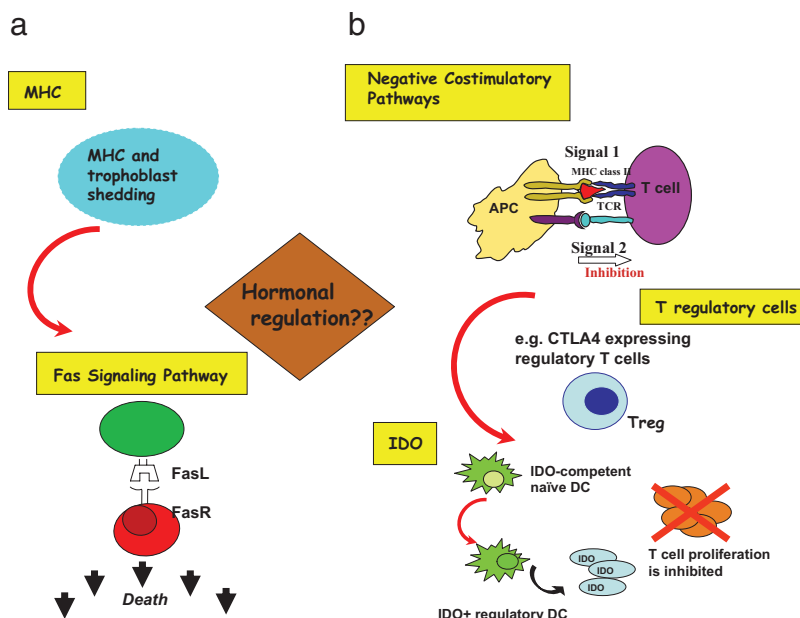 a
MHC
MHC and
trophoblast
shedding
Hormonal
regulation??
Fas Signaling Pathway
FasL
FasR
Death
b
Negative Costimulatory
Pathways
Signal 1
MHC class II
T cell
APC
TCR
Signal 2
Inhibition
T regulatory cells
e.g. CTLA4 expressing
regulatory T cells
Treg
IDO
IDO-competent
naïve DC
T cell proliferation
is inhibited
IDO
IDO
IDO
IDO+ regulatory DC